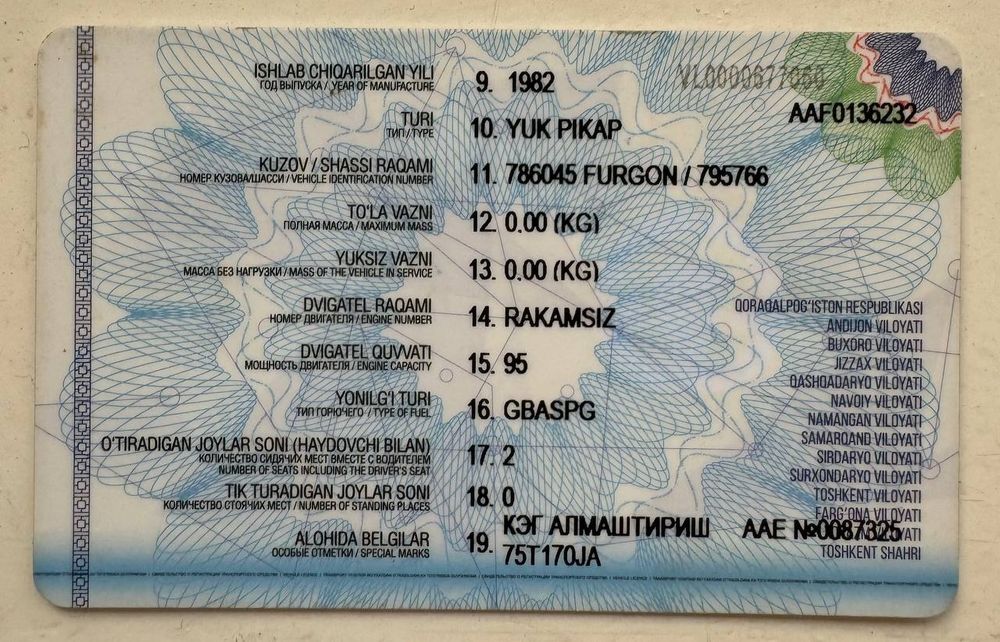 VL0000677060
AAF0136232
ISHLAB CHIQARILGAN YILI
ГОД ВЫПУСКА / YEAR OF MANUFACTURE
9. 1982
TURI
ТИП / TYPE
10. YUK PIKAP
KUZOV / SHASSI RAQAMI
НОМЕР КУЗОВА/ШАССИ / VEHICLE IDENTIFICATION NUMBER
11. 786045 FURGON / 795766
TO'LA VAZNI
ПОЛНАЯ МАССА / MAXIMUM MASS
12. 0.00 (KG)
YUKSIZ VAZNI
МАССА БЕЗ НАГРУЗКИ / MASS OF THE VEHICLE IN SERVICE
13. 0.00 (KG)
DVIGATEL RAQAMI
НОМЕР ДВИГАТЕЛЯ / ENGINE NUMBER
14. RAKAMSIZ
DVIGATEL QUVVATI
МОЩНОСТЬ ДВИГАТЕЛЯ / ENGINE CAPACITY
15. 95
YONILG'I TURI
ТИП ГОРЮЧЕГО / TYPE OF FUEL
16. GBASPG
O'TIRADIGAN JOYLAR SONI (HAYDOVCHI BILAN)
КОЛИЧЕСТВО СИДЯЧИХ МЕСТ ВМЕСТЕ С ВОДИТЕЛЕМ
NUMBER OF SEATS INCLUDING THE DRIVER'S SEAT
17. 2
TIK TURADIGAN JOYLAR SONI
КОЛИЧЕСТВО СТОЯЧИХ МЕСТ / NUMBER OF STANDING PLACES
18. 0
ALOHIDA BELGILAR
ОСОБЫЕ ОТМЕТКИ / SPECIAL MARKS
19. КЭГ АЛМАШТИРИШ AAE №0087325
75T170JA
QORAQALPOG'ISTON RESPUBLIKASI
ANDIJON VILOYATI
BUXORO VILOYATI
JIZZAX VILOYATI
QASHQADARYO VILOYATI
NAVOIY VILOYATI
NAMANGAN VILOYATI
SAMARQAND VILOYATI
SIRDARYO VILOYATI
SURXONDARYO VILOYATI
TOSHKENT VILOYATI
FARG'ONA VILOYATI
TOSHKENT SHAHRI